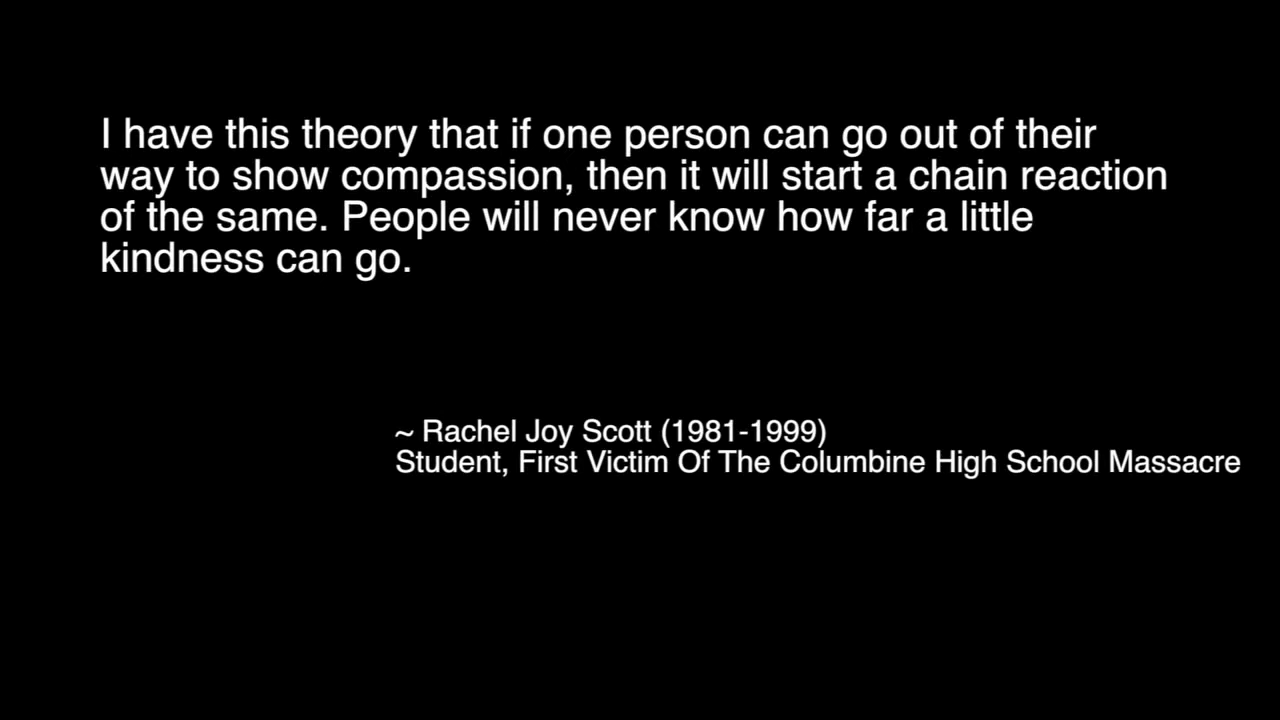 I have this theory that if one person can go out of their
way to show compassion, then it will start a chain reaction
of the same. People will never know how far a little
kindness can go.
~ Rachel Joy Scott (1981-1999)
Student, First Victim Of The Columbine High School Massacre